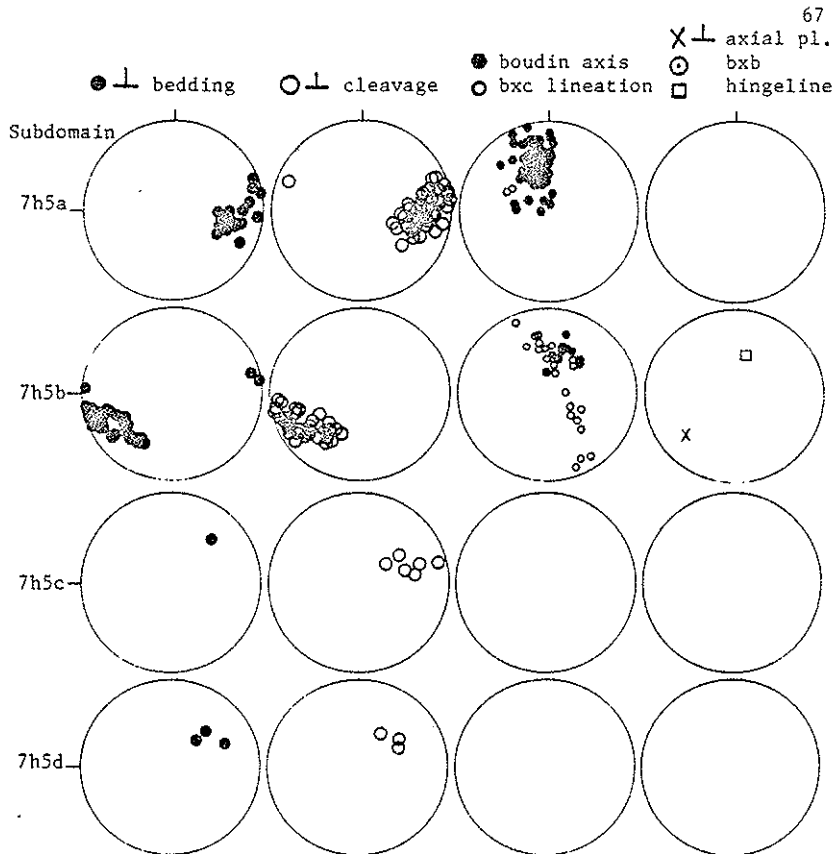 67
⊥ axial pl.
boudin axis
bxb
⊥ bedding
⊥ cleavage
bxc lineation
hingeline
Subdomain
7h5a
7h5b
7h5c
7h5d